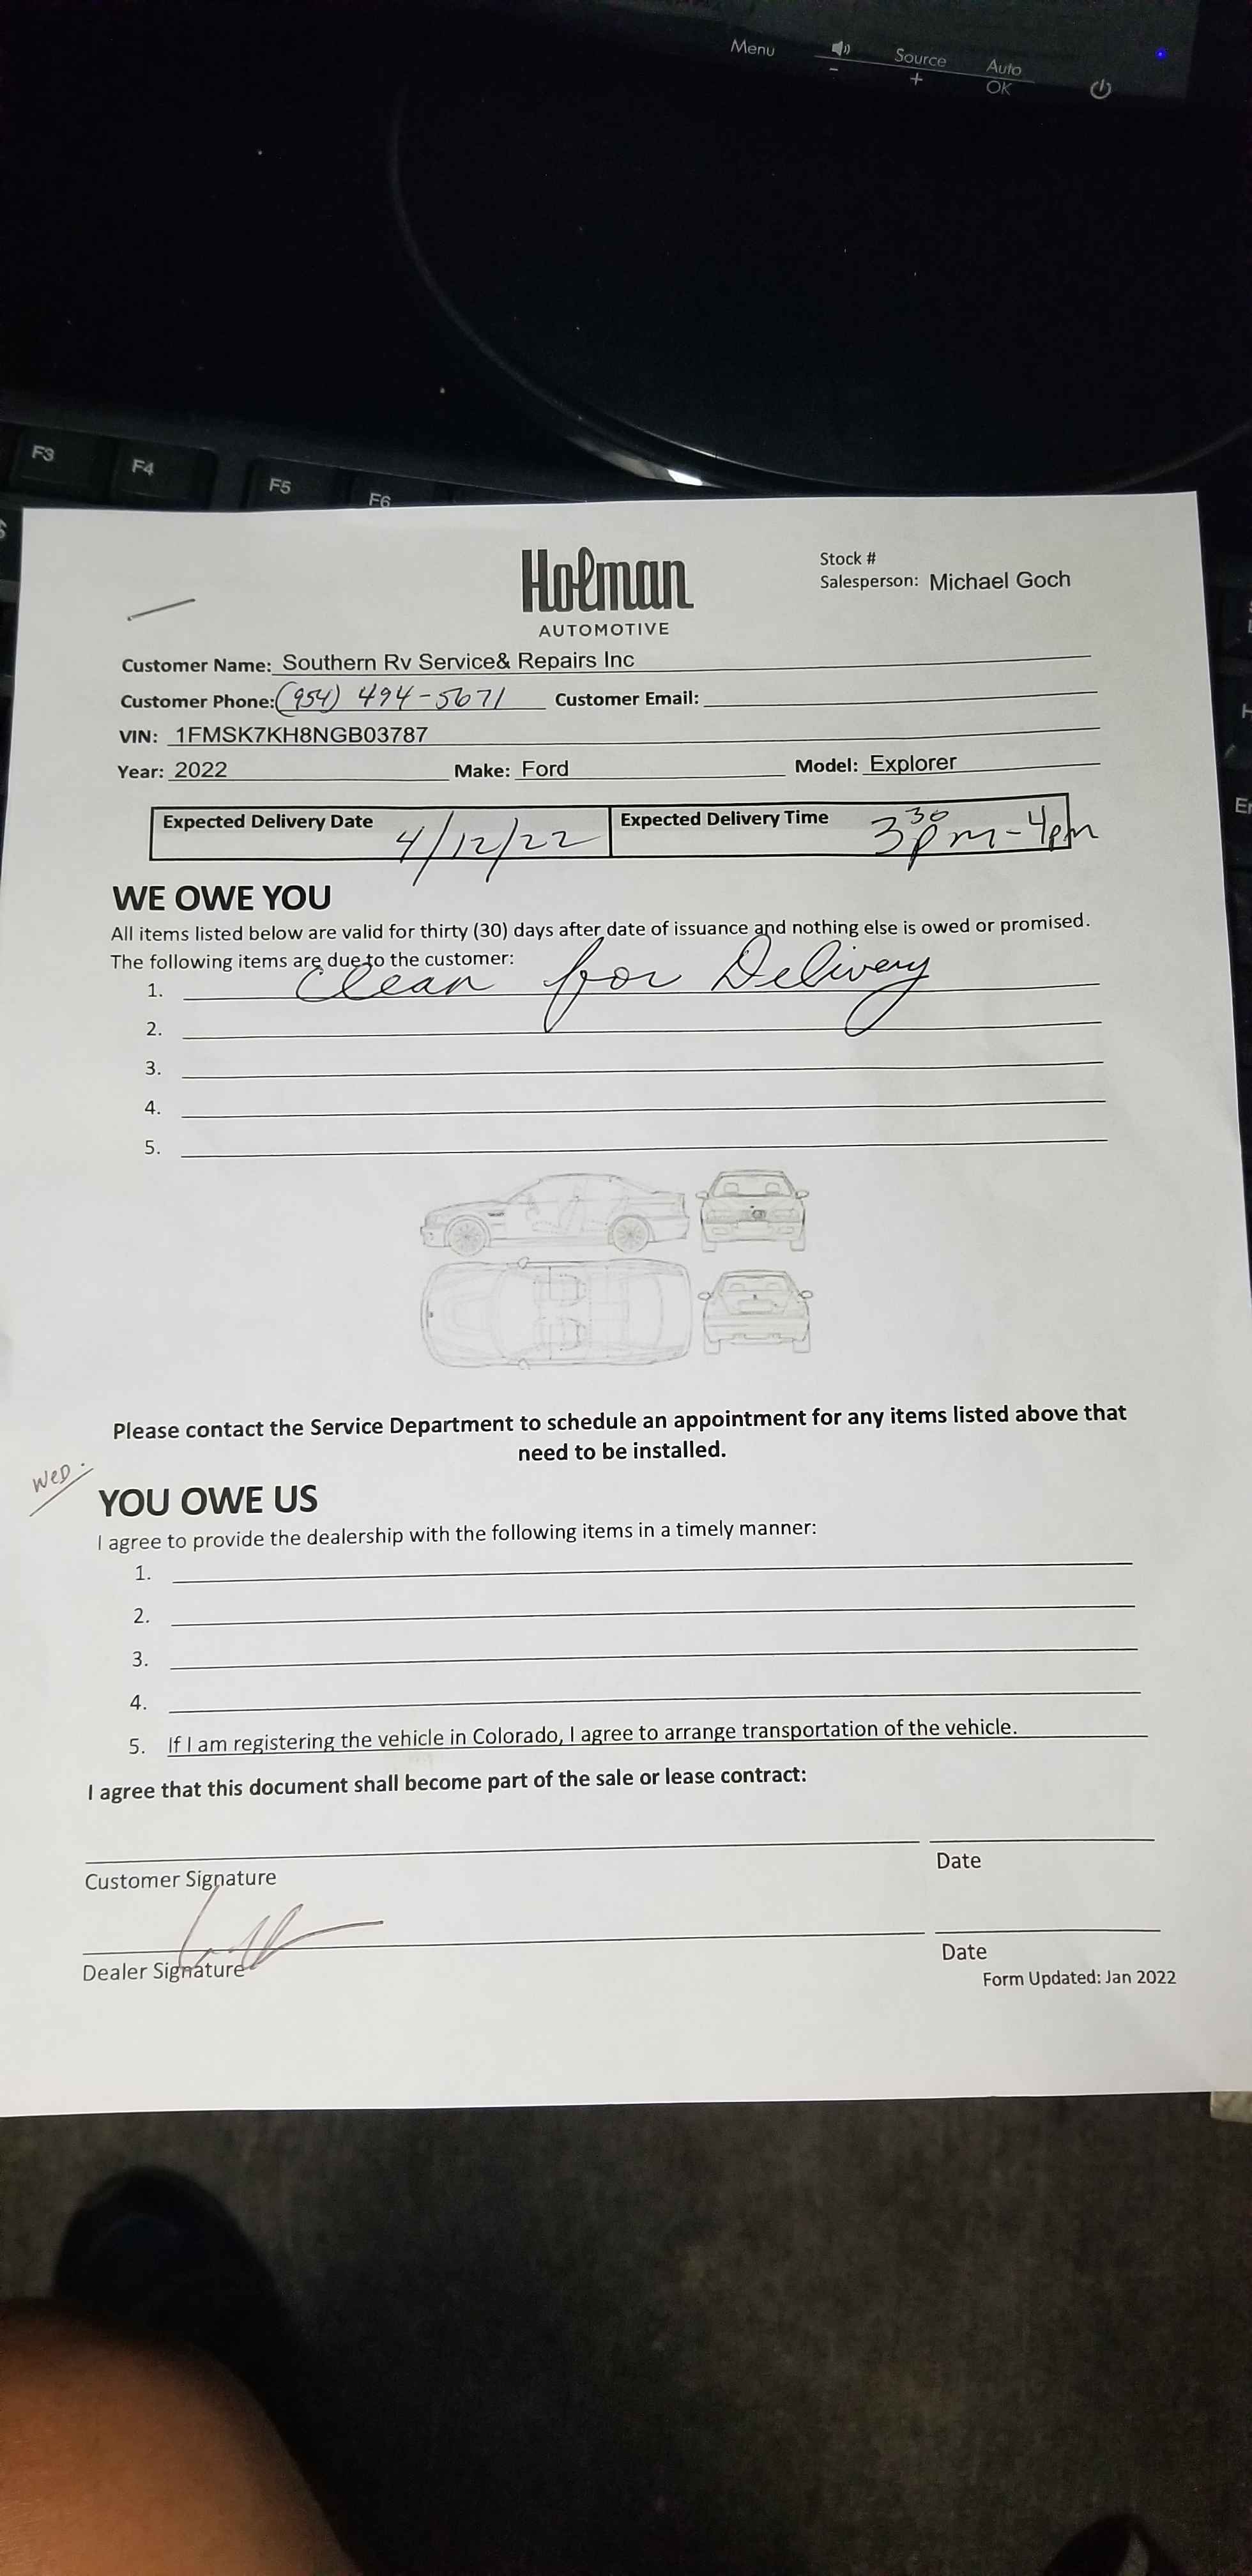 Menu
Source
Auto
- +
OK
F3
F4
F5
F6
Holman
AUTOMOTIVE
Stock #
Salesperson: Michael Goch
Customer Name: Southern Rv Service& Repairs Inc
Customer Phone: (954) 494-5671 Customer Email:
VIN: 1FMSK7KH8NGB03787
Year: 2022 Make: Ford Model: Explorer
Expected Delivery Date 4/12/22 Expected Delivery Time 3 30 pm - 4pm
WE OWE YOU
All items listed below are valid for thirty (30) days after date of issuance and nothing else is owed or promised.
The following items are due to the customer:
1. Clean for Delivery
2.
3.
4.
5.
Please contact the Service Department to schedule an appointment for any items listed above that
need to be installed.
WED.
YOU OWE US
I agree to provide the dealership with the following items in a timely manner:
1.
2.
3.
4.
5. If I am registering the vehicle in Colorado, I agree to arrange transportation of the vehicle.
I agree that this document shall become part of the sale or lease contract:
Customer Signature Date
Dealer Signature Date
Form Updated: Jan 2022